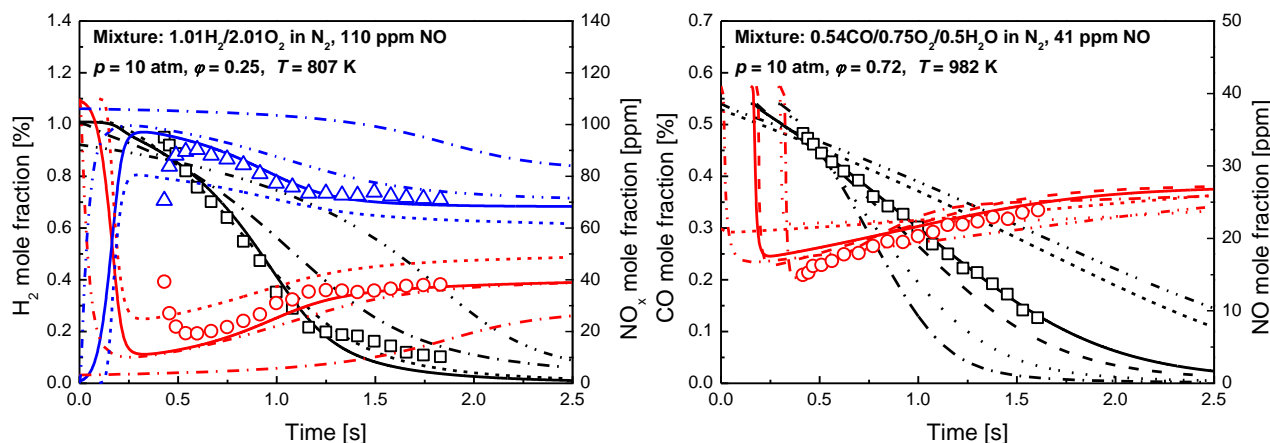 Mixture: 1.01H₂/2.01O₂ in N₂, 110 ppm NO
p = 10 atm, φ = 0.25, T = 807 K
H₂ mole fraction [%]
1.4
1.2
1.0
0.8
0.6
0.4
0.2
0.0
0.0 0.5 1.0 1.5 2.0 2.5
Time [s]
140
120
100
80
60
40
20
0
NOₓ mole fraction [ppm]
Mixture: 0.54CO/0.75O₂/0.5H₂O in N₂, 41 ppm NO
p = 10 atm, φ = 0.72, T = 982 K
CO mole fraction [%]
0.7
0.6
0.5
0.4
0.3
0.2
0.1
0.0
0.0 0.5 1.0 1.5 2.0 2.5
Time [s]
50
40
30
20
10
0
NO mole fraction [ppm]